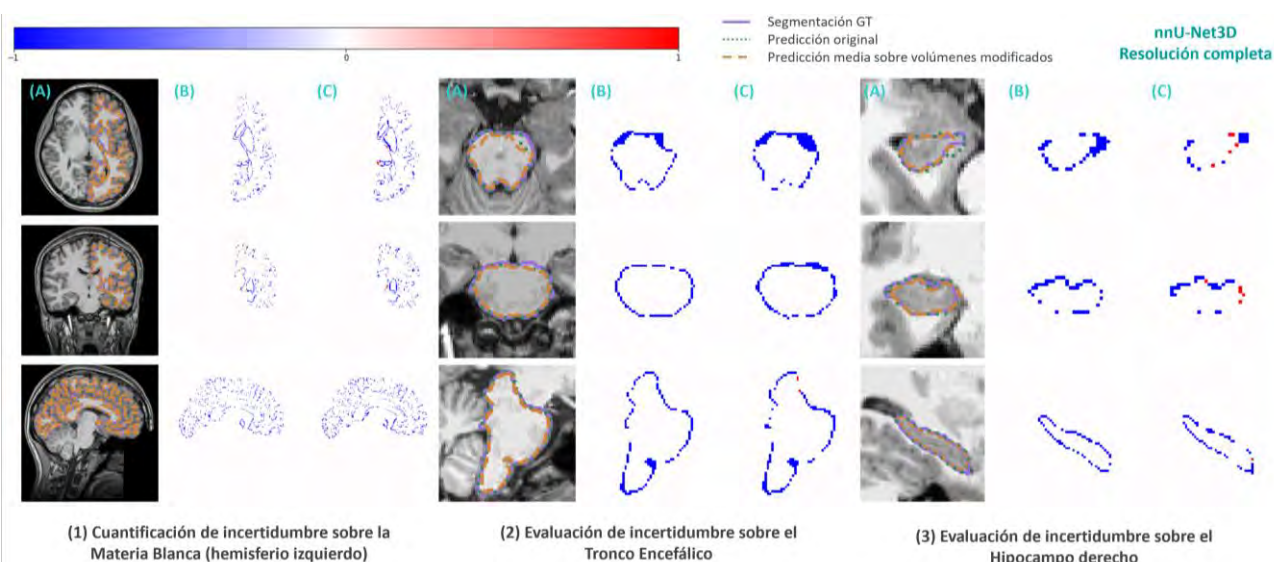 Segmentación GT
Predicción original
Predicción media sobre volúmenes modificados
nnU-Net3D
Resolución completa
-1
0
1
(A)
(B)
(C)
(A)
(B)
(C)
(A)
(B)
(C)
(1) Cuantificación de incertidumbre sobre la
Materia Blanca (hemisferio izquierdo)
(2) Evaluación de incertidumbre sobre el
Tronco Encefálico
(3) Evaluación de incertidumbre sobre el
Hipocampo derecho